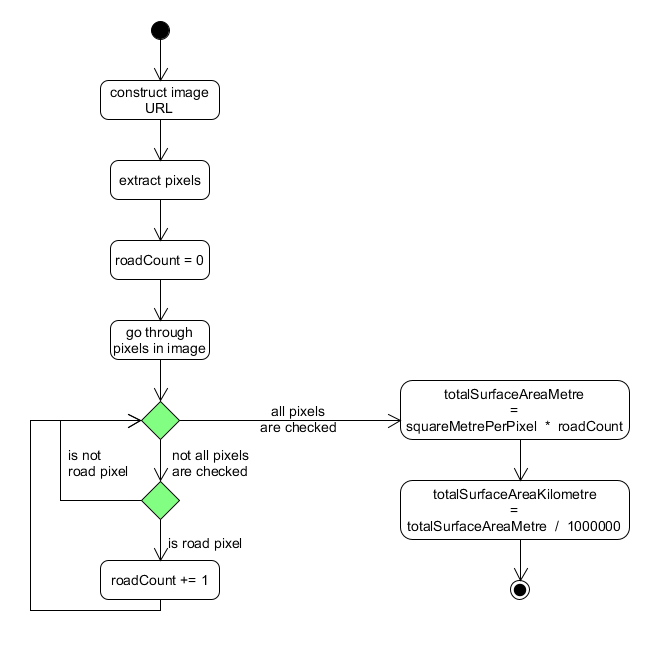 construct image
URL
extract pixels
roadCount = 0
go through
pixels in image
all pixels
are checked
is not
road pixel
not all pixels
are checked
is road pixel
roadCount += 1
totalSurfaceAreaMetre
=
squareMetrePerPixel * roadCount
totalSurfaceAreaKilometre
=
totalSurfaceAreaMetre / 1000000